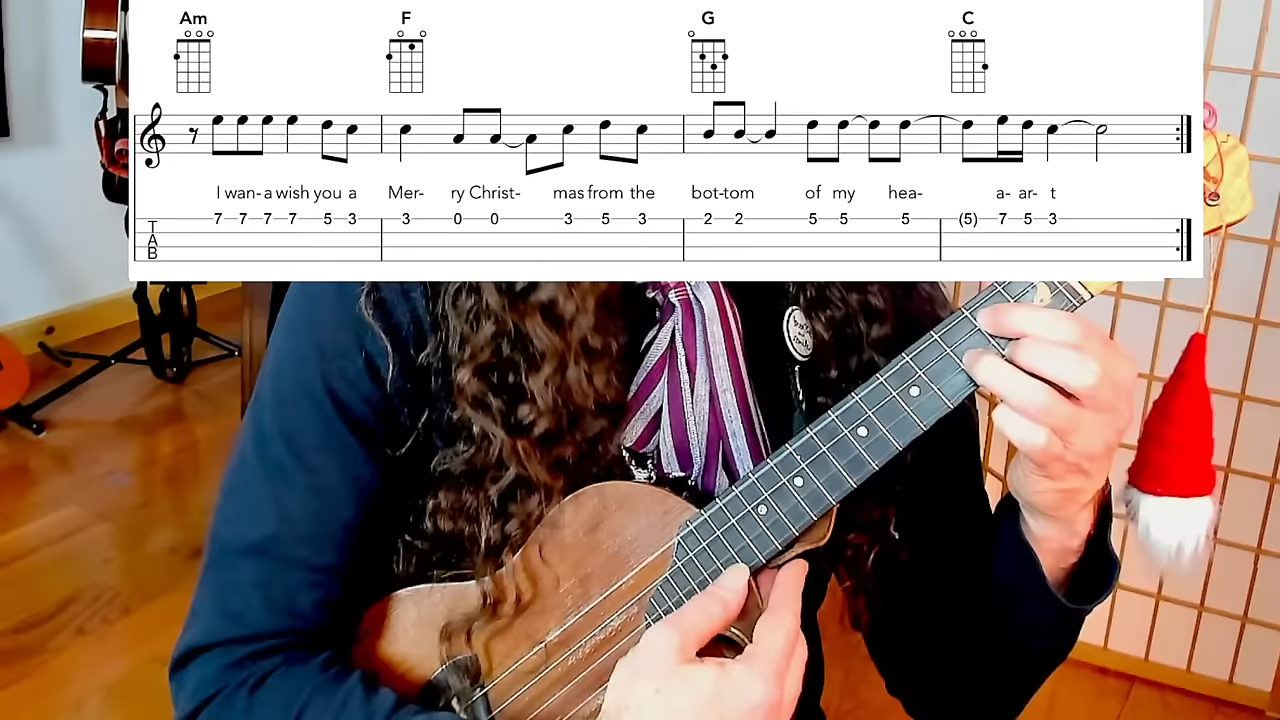 Am F G C
I wan- a wish you a Mer- ry Christ- mas from the bot- tom of my hea- a- ar- t
T A B 7 7 7 7 5 3 3 0 0 3 5 3 2 2 5 5 5 (5) 7 5 3